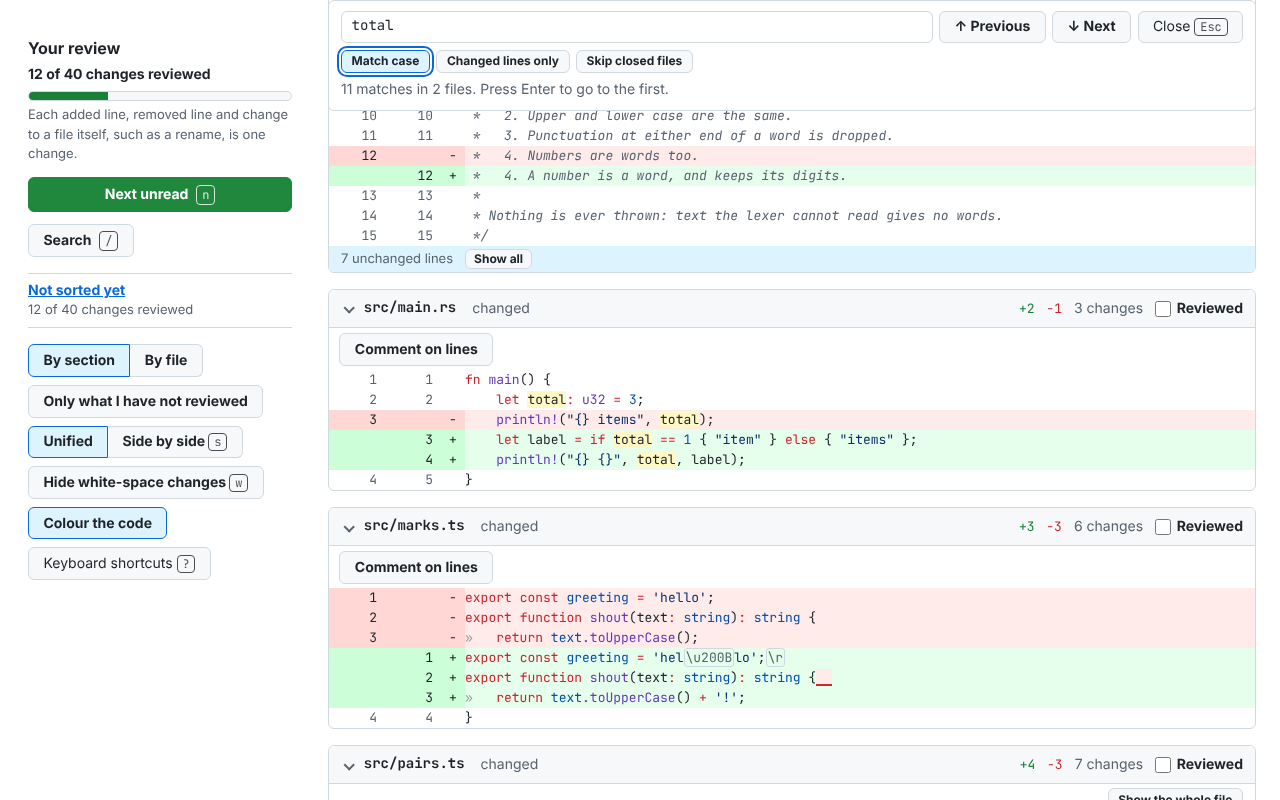 Your review
12 of 40 changes reviewed
Each added line, removed line and change
to a file itself, such as a rename, is one
change.
Next unread n
Search /
Not sorted yet
12 of 40 changes reviewed
By section By file
Only what I have not reviewed
Unified Side by side s
Hide white-space changes w
Colour the code
Keyboard shortcuts ?
total
↑ Previous ↓ Next Close Esc
Match case Changed lines only Skip closed files
11 matches in 2 files. Press Enter to go to the first.
10 10 *   2. Upper and lower case are the same.
11 11 *   3. Punctuation at either end of a word is dropped.
12 - *   4. Numbers are words too.
12 + *   4. A number is a word, and keeps its digits.
13 13 *
14 14 * Nothing is ever thrown: text the lexer cannot read gives no words.
15 15 */
7 unchanged lines Show all
src/main.rs changed +2 -1 3 changes Reviewed
Comment on lines
1 1 fn main() {
2 2     let total: u32 = 3;
3 -     println!("{} items", total);
3 +     let label = if total == 1 { "item" } else { "items" };
4 +     println!("{} {}", total, label);
4 5 }
src/marks.ts changed +3 -3 6 changes Reviewed
Comment on lines
1 - export const greeting = 'hello';
2 - export function shout(text: string): string {
3 - »   return text.toUpperCase();
1 + export const greeting = 'hel\u200Blo';\r
2 + export function shout(text: string): string {
3 + »   return text.toUpperCase() + '!';
4 4 }
src/pairs.ts changed +4 -3 7 changes Reviewed
Show the whole file